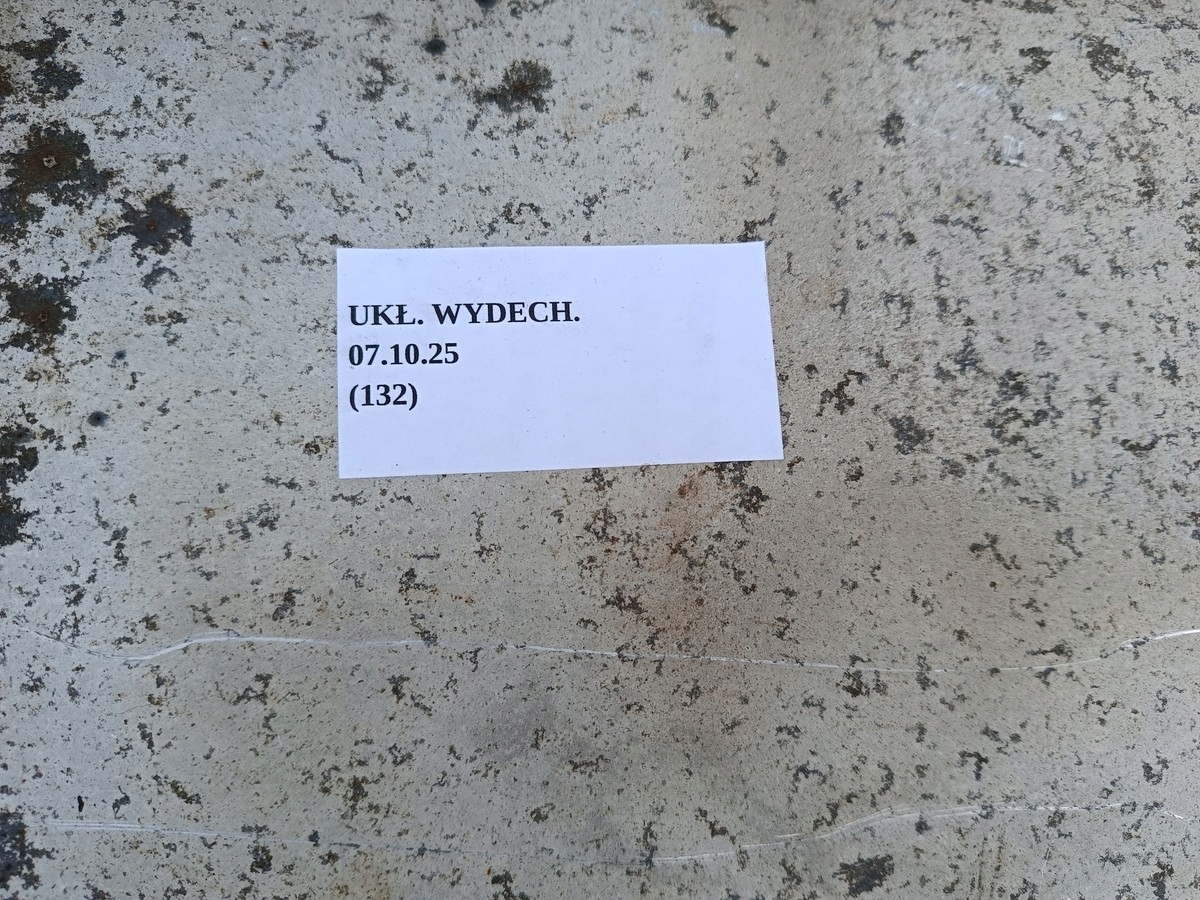 UKŁ. WYDECH.
07.10.25
(132)